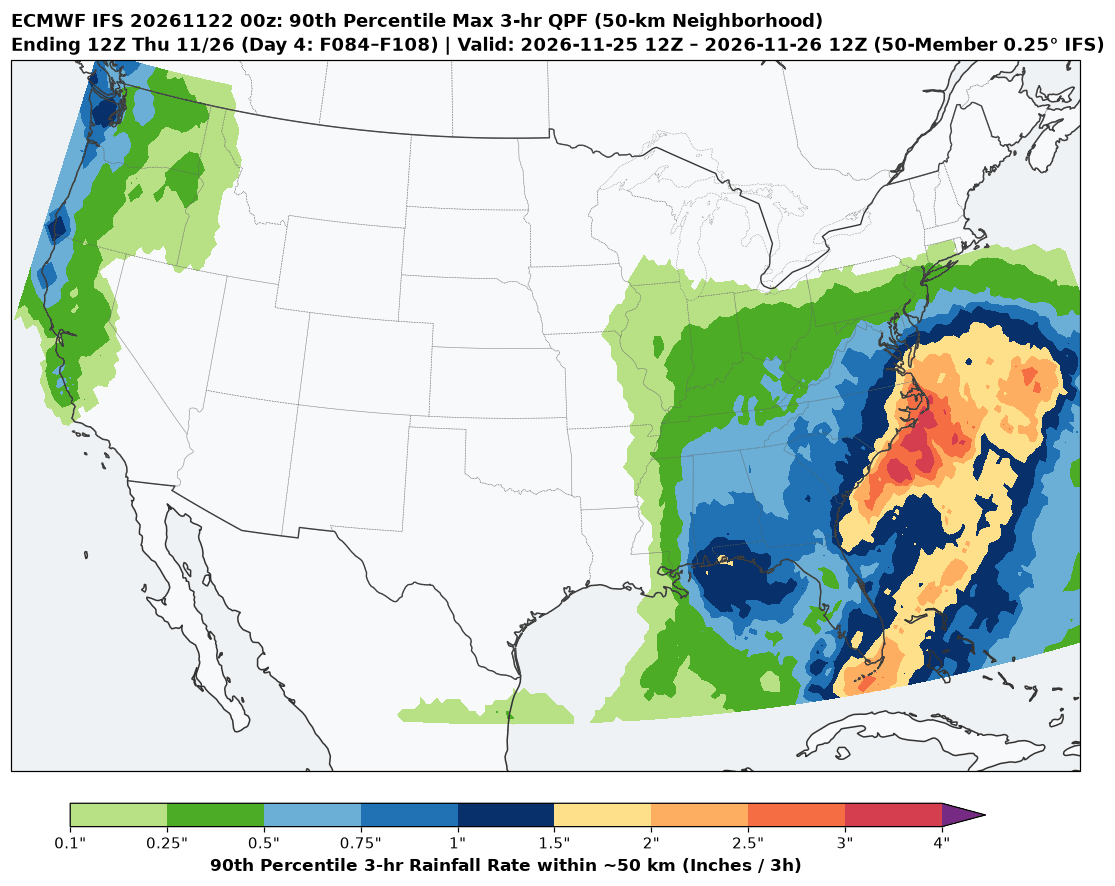 ECMWF IFS 20261122 00z: 90th Percentile Max 3-hr QPF (50-km Neighborhood)
Ending 12Z Thu 11/26 (Day 4: F084–F108) | Valid: 2026-11-25 12Z – 2026-11-26 12Z (50-Member 0.25° IFS)
0.1" 0.25" 0.5" 0.75" 1" 1.5" 2" 2.5" 3" 4"
90th Percentile 3-hr Rainfall Rate within ~50 km (Inches / 3h)